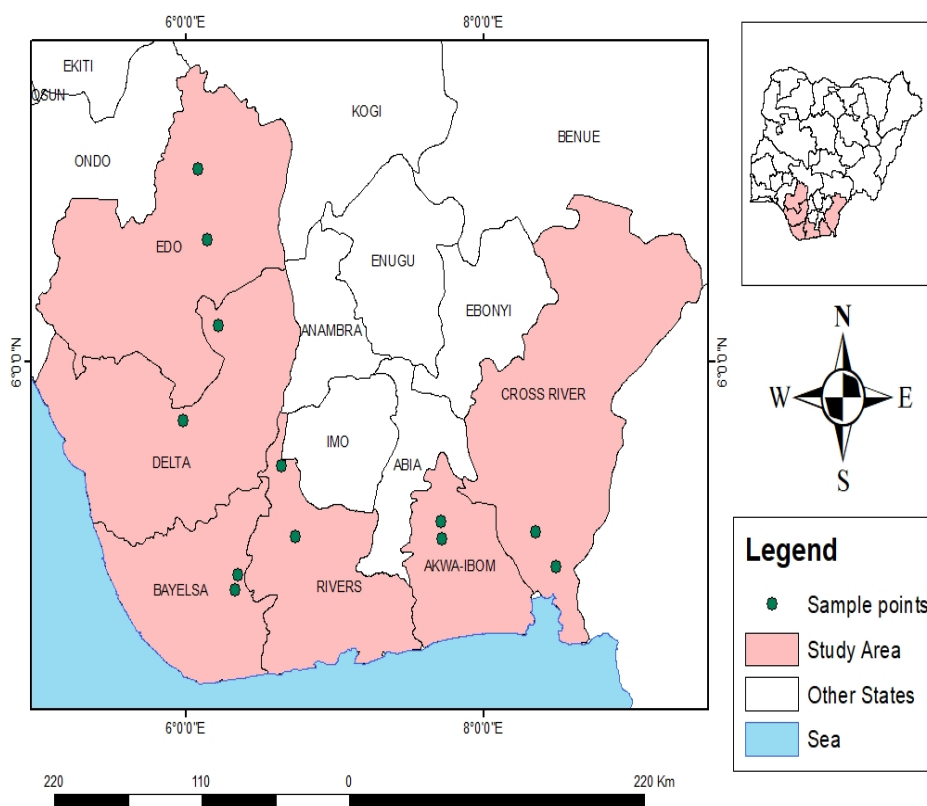 6°0'0"E
8°0'0"E
EKITI
OSUN
KOGI
BENUE
ONDO
EDO
ENUGU
EBONYI
ANAMBRA
6°0'0"N
6°0'0"N
CROSS RIVER
IMO
ABIA
DELTA
AKWA-IBOM
BAYELSA
RIVERS
6°0'0"E
8°0'0"E
220
110
0
220 Km
N
W
E
S
Legend
Sample points
Study Area
Other States
Sea